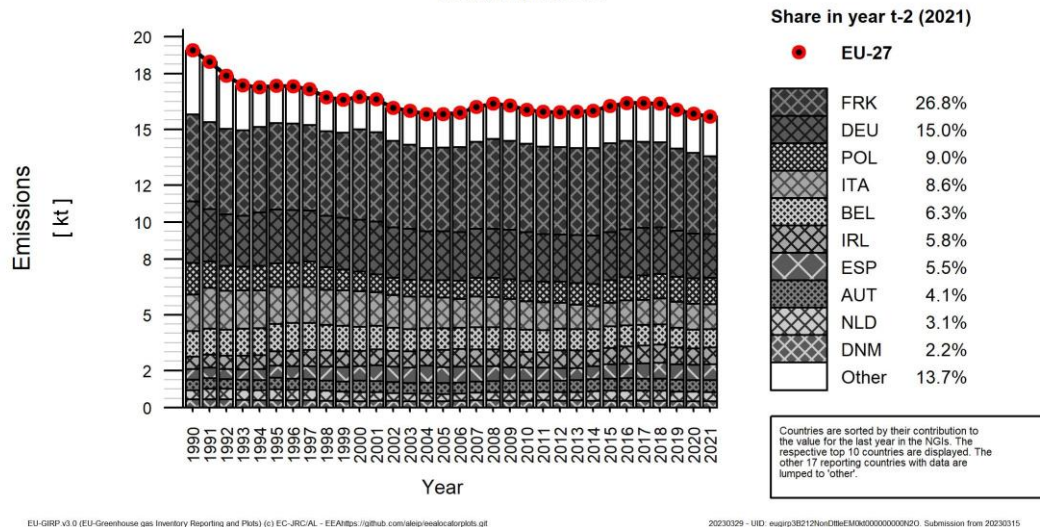 Share in year t-2 (2021)
EU-27
FRK 26.8%
DEU 15.0%
POL 9.0%
ITA 8.6%
BEL 6.3%
IRL 5.8%
ESP 5.5%
AUT 4.1%
NLD 3.1%
DNM 2.2%
Other 13.7%
Countries are sorted by their contribution to
the value for the last year in the NGIs. The
respective top 10 countries are displayed. The
other 17 reporting countries with data are
lumped to 'other'.
Emissions
[ kt ]
20
18
15
12
10
8
5
2
0
1990
1991
1992
1993
1994
1995
1996
1997
1998
1999
2000
2001
2002
2003
2004
2005
2006
2007
2008
2009
2010
2011
2012
2013
2014
2015
2016
2017
2018
2019
2020
2021
Year
EU-GIRP v3.0 (EU-Greenhouse gas Inventory Reporting and Plots) (c) EC-JRC/AL - EEAhttps://github.com/aleip/eealocatorplots.git
20230329 - UID: Submission from 20230315